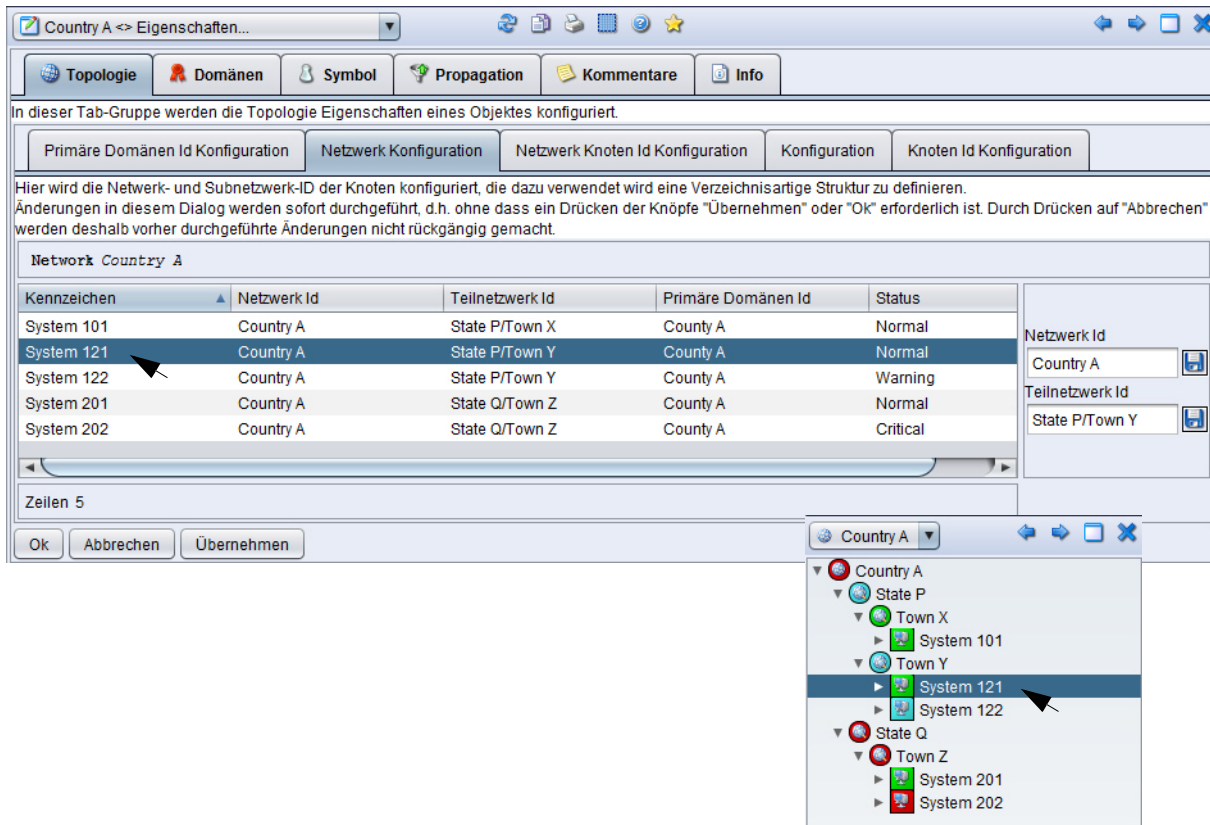 Country A <> Eigenschaften...
Topologie Domänen Symbol Propagation Kommentare Info
In dieser Tab-Gruppe werden die Topologie Eigenschaften eines Objektes konfiguriert.
Primäre Domänen Id Konfiguration Netzwerk Konfiguration Netzwerk Knoten Id Konfiguration Konfiguration Knoten Id Konfiguration
Hier wird die Netwerk- und Subnetzwerk-ID der Knoten konfiguriert, die dazu verwendet wird eine Verzeichnisartige Struktur zu definieren.
Änderungen in diesem Dialog werden sofort durchgeführt, d.h. ohne dass ein Drücken der Knöpfe "Übernehmen" oder "Ok" erforderlich ist. Durch Drücken auf "Abbrechen"
werden deshalb vorher durchgeführte Änderungen nicht rückgängig gemacht.
Network Country A
Kennzeichen Netzwerk Id Teilnetzwerk Id Primäre Domänen Id Status
System 101 Country A State P/Town X County A Normal
System 121 Country A State P/Town Y County A Normal
System 122 Country A State P/Town Y County A Warning
System 201 Country A State Q/Town Z County A Normal
System 202 Country A State Q/Town Z County A Critical
Netzwerk Id
Country A
Teilnetzwerk Id
State P/Town Y
Zeilen 5
Ok Abbrechen Übernehmen
Country A
Country A
State P
Town X
System 101
Town Y
System 121
System 122
State Q
Town Z
System 201
System 202